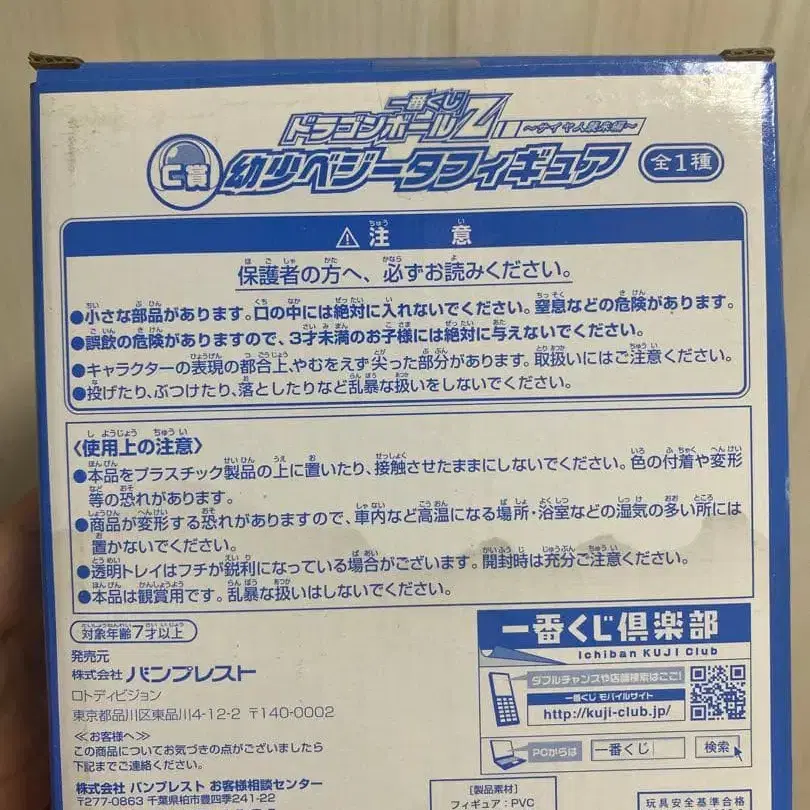 一番くじ
ドラゴンボールZ ～サイヤ人襲来編～
C賞 幼少ベジータフィギュア 全1種
⚠注意
保護者の方へ、必ずお読みください。
●小さな部品があります。口の中には絶対に入れないでください。窒息などの危険があります。
●誤飲の危険がありますので、3才未満のお子様には絶対に与えないでください。
●キャラクターの表現の都合上、やむをえず尖った部分があります。取扱いにはご注意ください。
●投げたり、ぶつけたり、落としたりなど乱暴な扱いをしないでください。
〈使用上の注意〉
●本品をプラスチック製品の上に置いたり、接触させたままにしないでください。色の付着や変形
等の恐れがあります。
●商品が変形する恐れがありますので、車内など高温になる場所・浴室などの湿気の多い所には
置かないでください。
●透明トレイはフチが鋭利になっている場合がございます。開封時は充分ご注意ください。
●本品は観賞用です。乱暴な扱いはしないでください。
対象年齢7才以上
発売元
株式会社 バンプレスト
ロトディビジョン
東京都品川区東品川4-12-2 〒140-0002
≪お客様へ≫
この商品についてお気づきの点がございましたら
下記までご連絡ください。
株式会社 バンプレスト お客様相談センター
〒277-0863 千葉県柏市豊四季241-22
一番くじ倶楽部
Ichiban KUJI Club
ダブルチャンスや店舗検索はここ!
一番くじ モバイルサイト
http://kuji-club.jp/
PCからは 一番くじ 検索
[製品素材]
フィギュア:PVC
玩具安全基準合格